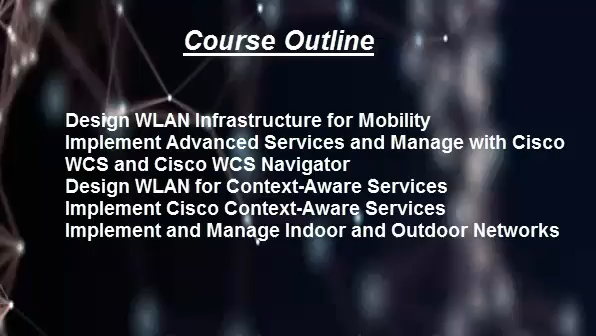 Course Outline
Design WLAN Infrastructure for Mobility
Implement Advanced Services and Manage with Cisco
WCS and Cisco WCS Navigator
Design WLAN for Context-Aware Services
Implement Cisco Context-Aware Services
Implement and Manage Indoor and Outdoor Networks